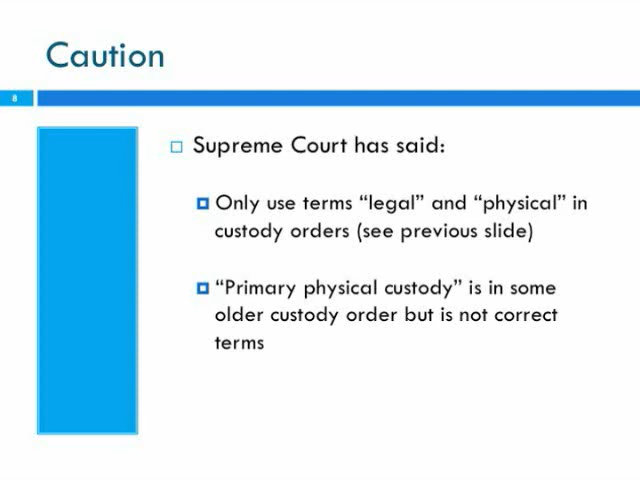 Caution
8
Supreme Court has said:
Only use terms “legal” and “physical” in
custody orders (see previous slide)
“Primary physical custody” is in some
older custody order but is not correct
terms